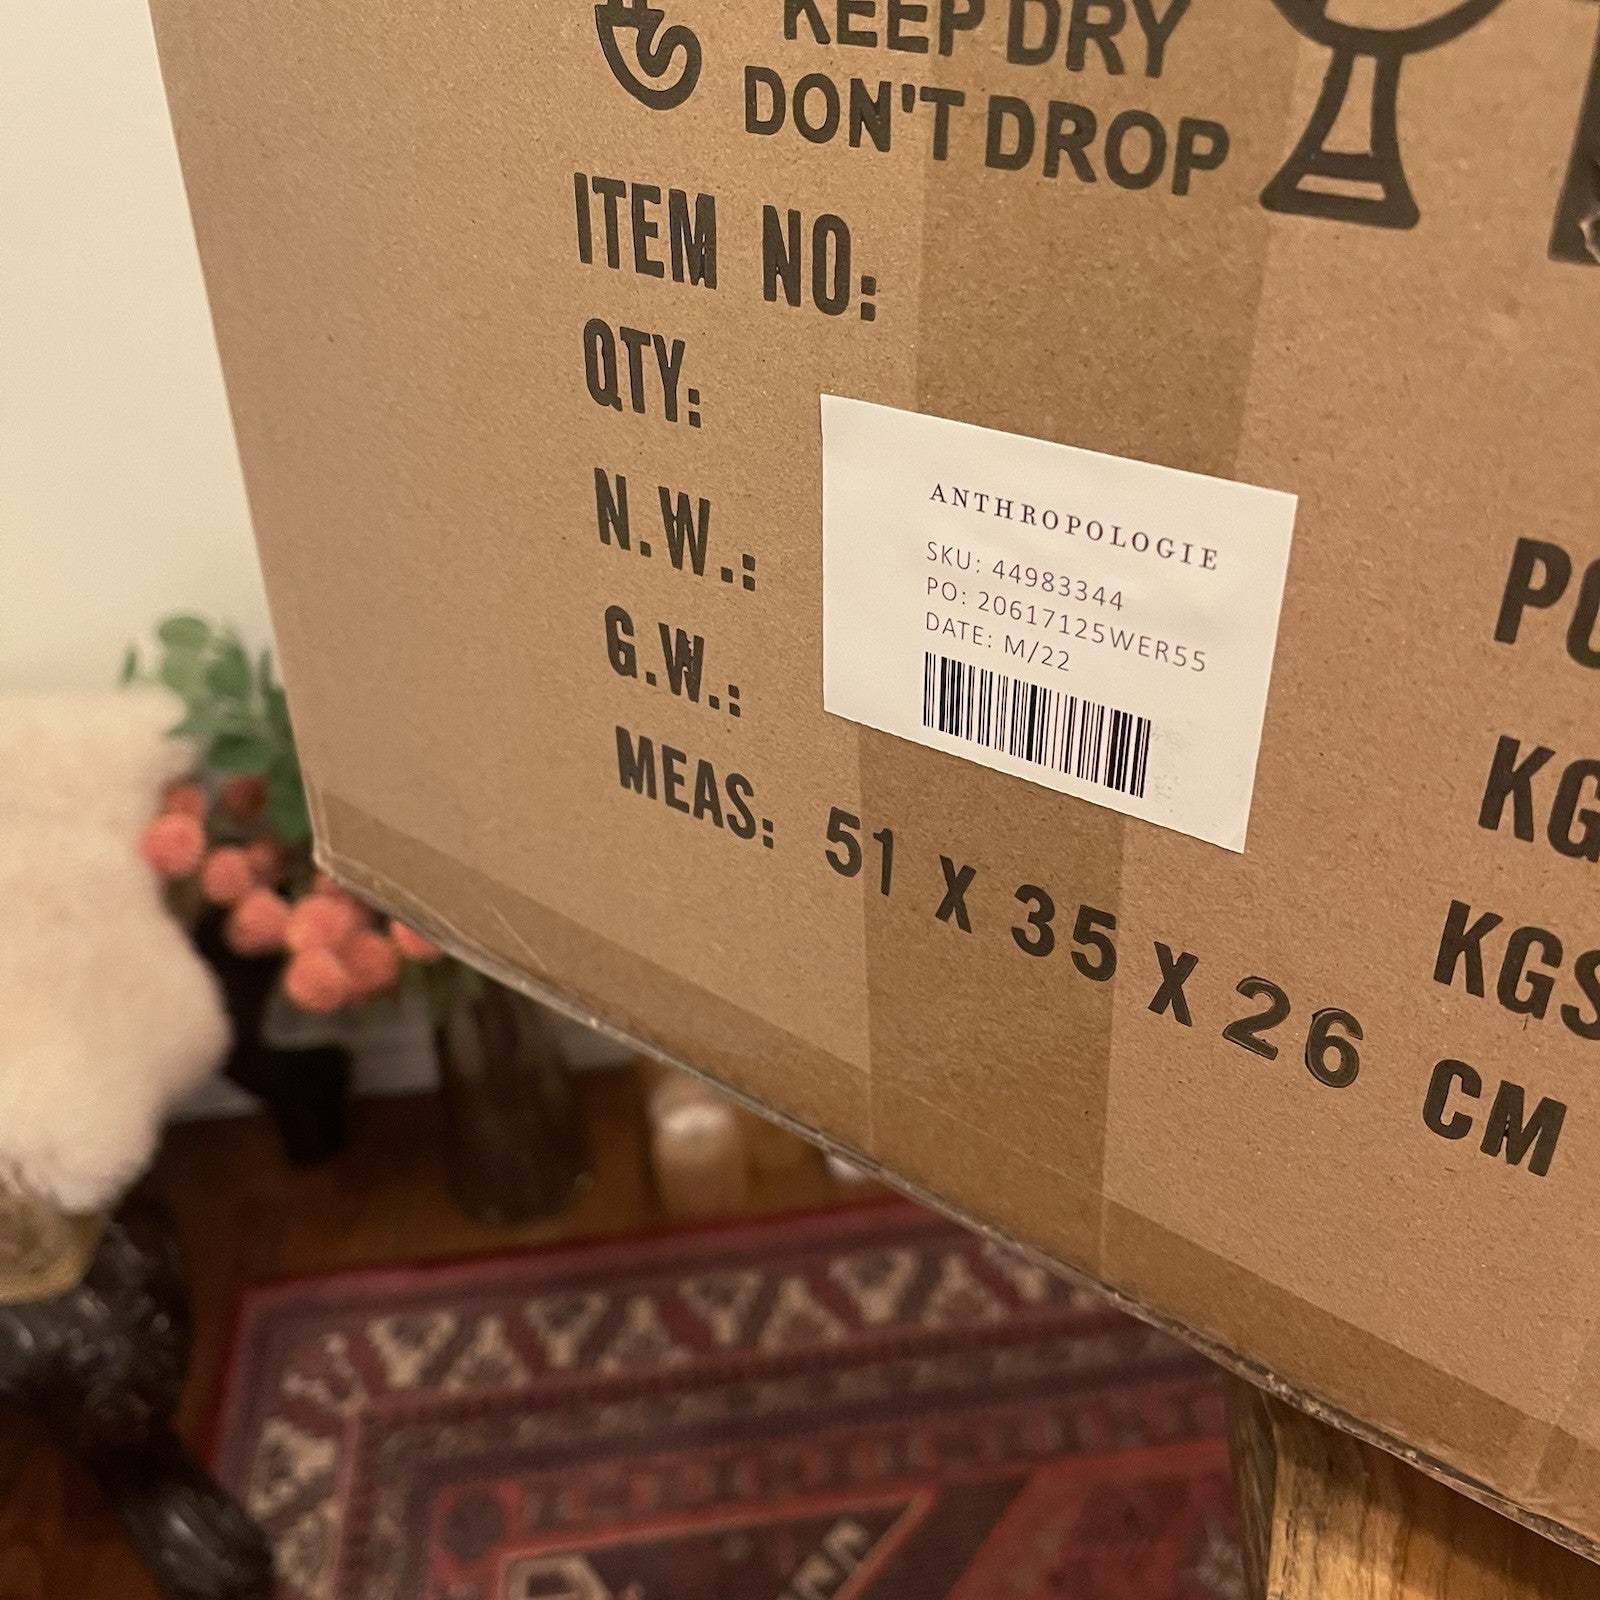 KEEP DRY
DON'T DROP
ITEM NO:
QTY:
N.W.:
G.W.:
MEAS: 51 X 35 X 26 CM
ANTHROPOLOGIE
SKU: 44983344
PO: 20617125WER55
DATE: M/22
KGS